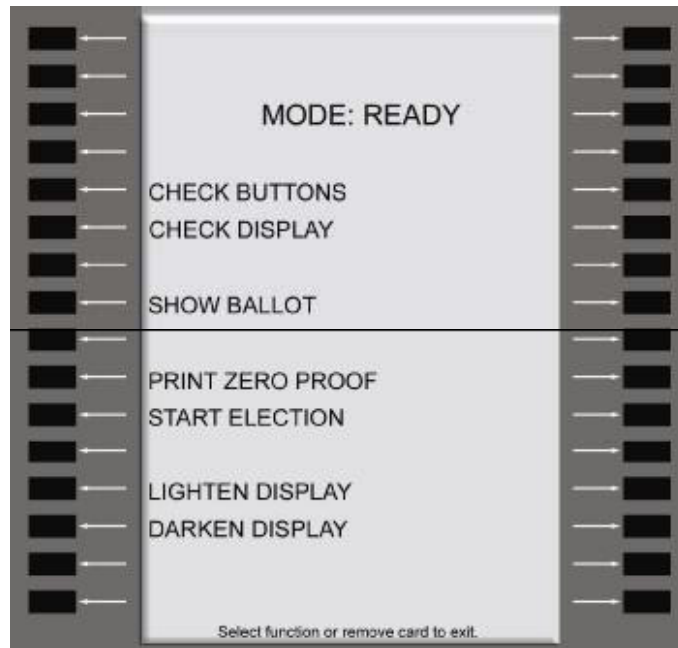 MODE: READY
CHECK BUTTONS
CHECK DISPLAY
SHOW BALLOT
PRINT ZERO PROOF
START ELECTION
LIGHTEN DISPLAY
DARKEN DISPLAY
Select function or remove card to exit.